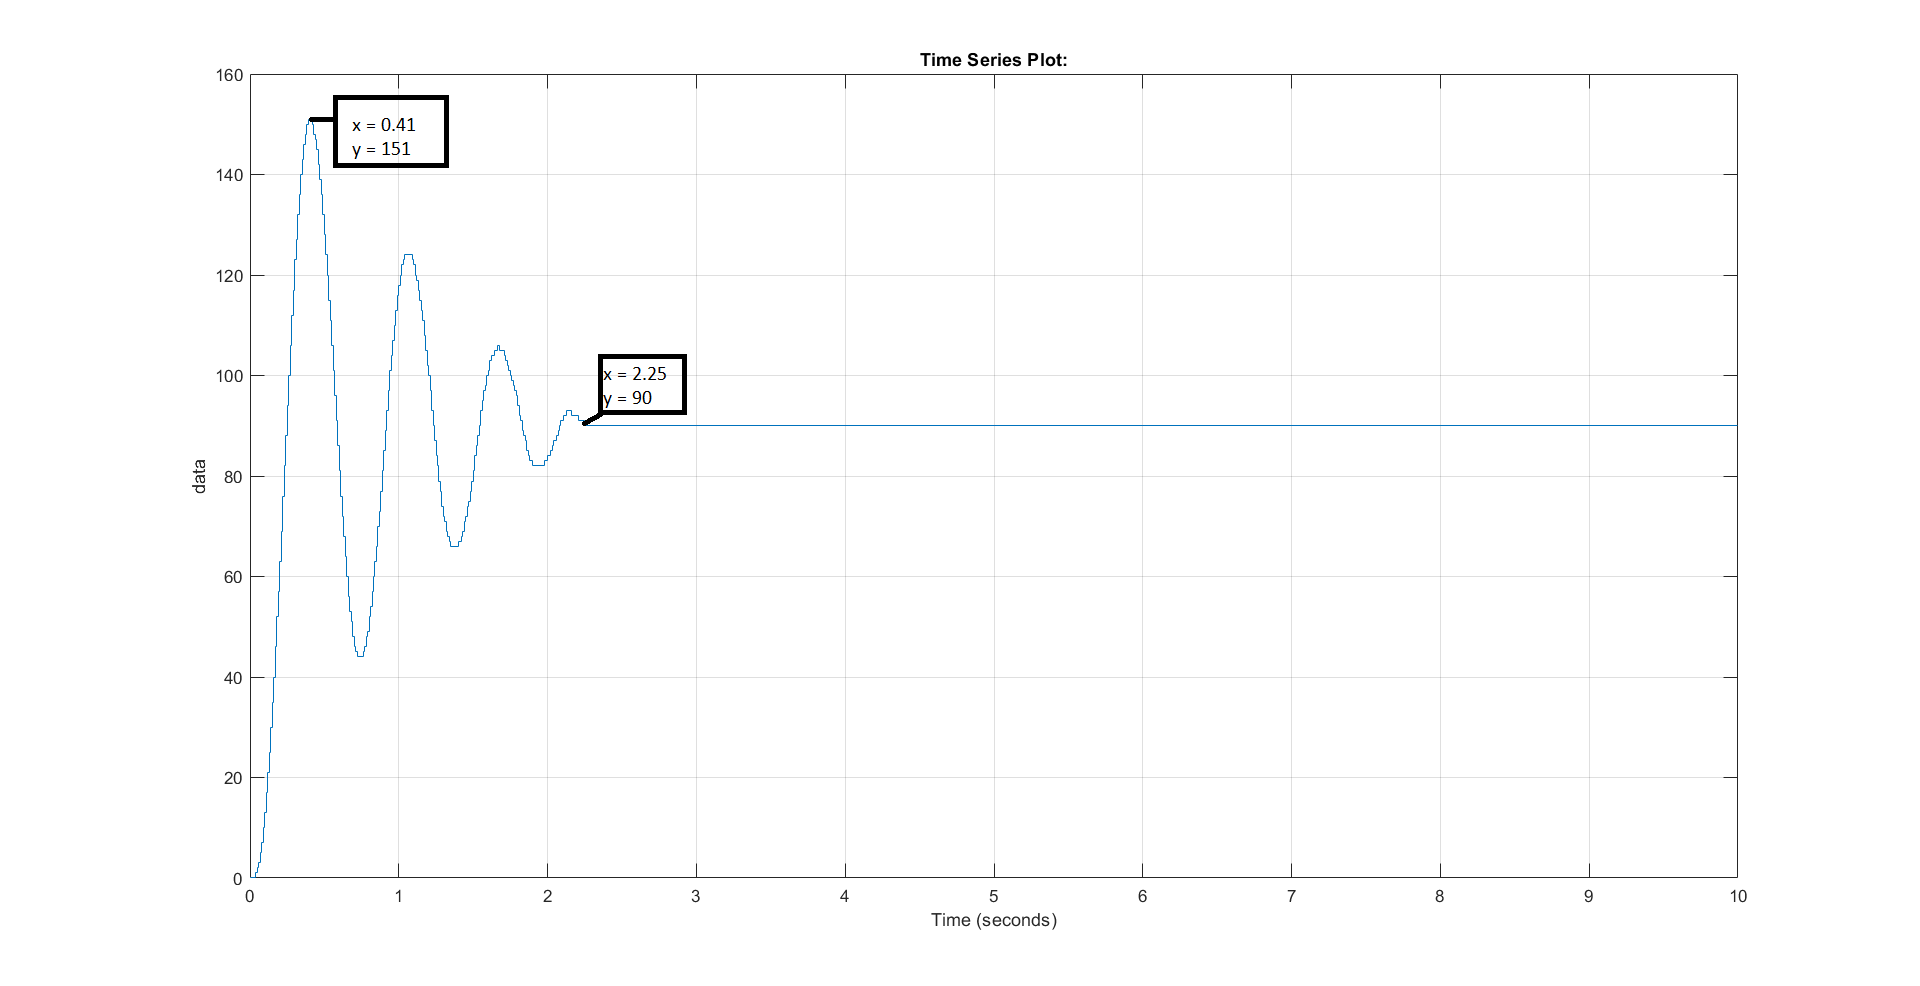 Time Series Plot:
160
140
120
100
80
60
40
20
0
data
x = 0.41
y = 151
x = 2.25
y = 90
0 1 2 3 4 5 6 7 8 9 10
Time (seconds)